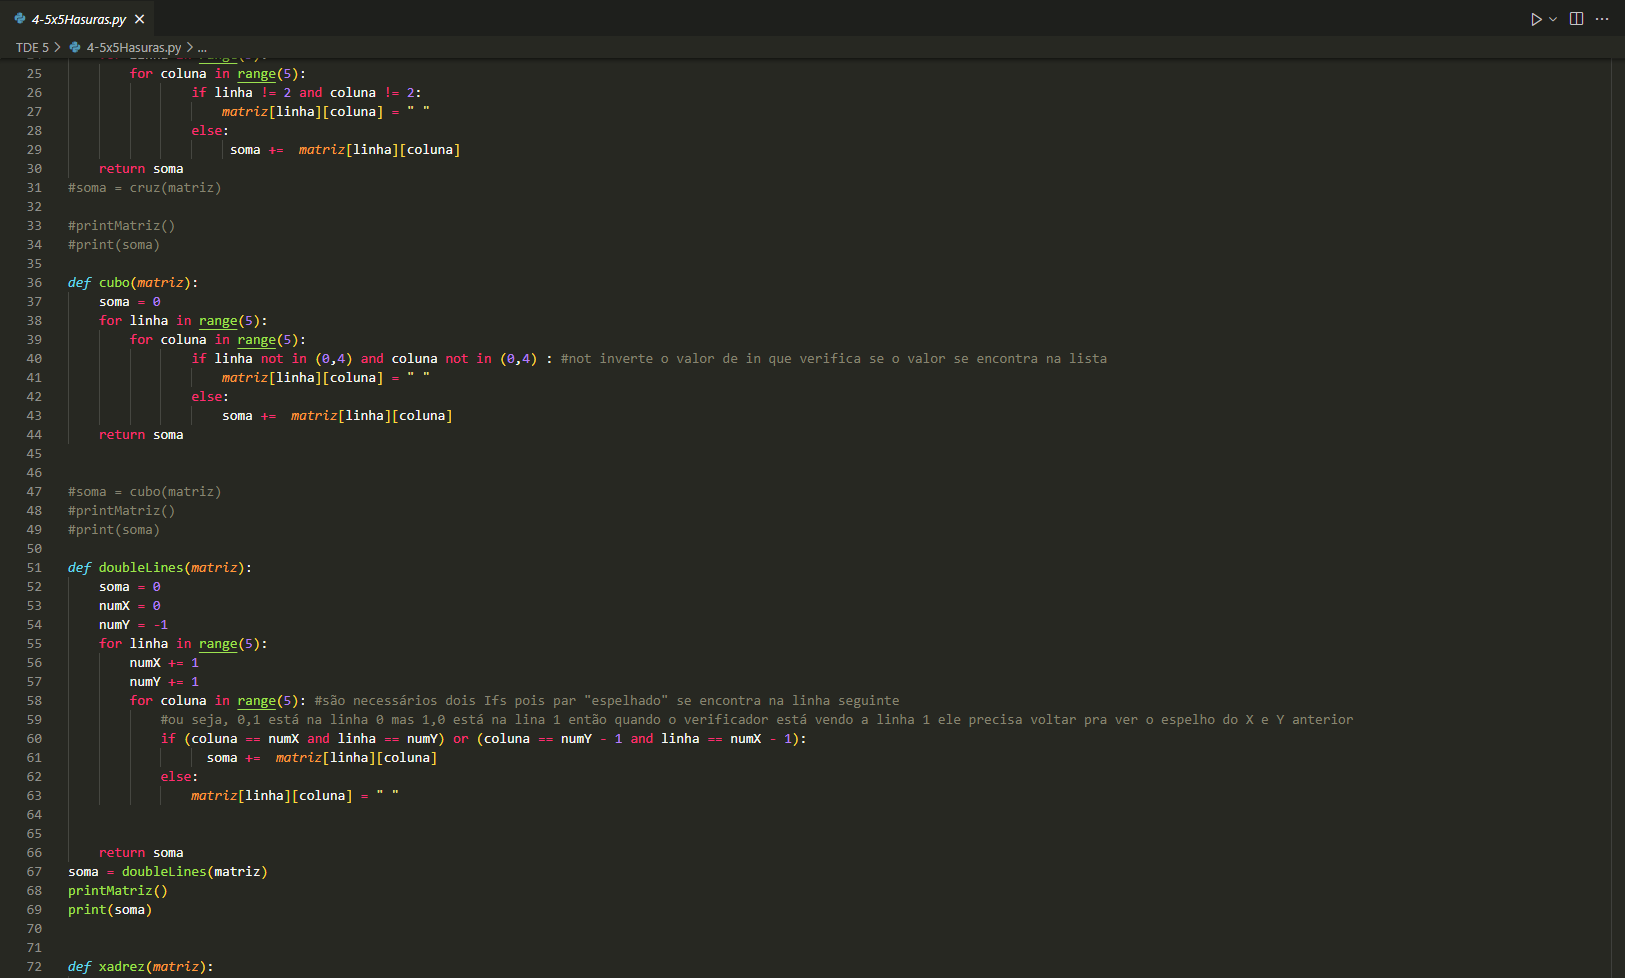 4-5x5Hasuras.py
TDE 5 > 4-5x5Hasuras.py > ...
25 for coluna in range(5):
26 if linha != 2 and coluna != 2:
27 matriz[linha][coluna] = " "
28 else:
29 soma += matriz[linha][coluna]
30 return soma
31 #soma = cruz(matriz)
32
33 #printMatriz()
34 #print(soma)
35
36 def cubo(matriz):
37 soma = 0
38 for linha in range(5):
39 for coluna in range(5):
40 if linha not in (0,4) and coluna not in (0,4) : #not inverte o valor de in que verifica se o valor se encontra na lista
41 matriz[linha][coluna] = " "
42 else:
43 soma += matriz[linha][coluna]
44 return soma
45
46
47 #soma = cubo(matriz)
48 #printMatriz()
49 #print(soma)
50
51 def doubleLines(matriz):
52 soma = 0
53 numX = 0
54 numY = -1
55 for linha in range(5):
56 numX += 1
57 numY += 1
58 for coluna in range(5): #são necessários dois Ifs pois par "espelhado" se encontra na linha seguinte
59 #ou seja, 0,1 está na linha 0 mas 1,0 está na lina 1 então quando o verificador está vendo a linha 1 ele precisa voltar pra ver o espelho do X e Y anterior
60 if (coluna == numX and linha == numY) or (coluna == numY - 1 and linha == numX - 1):
61 soma += matriz[linha][coluna]
62 else:
63 matriz[linha][coluna] = " "
64
65
66 return soma
67 soma = doubleLines(matriz)
68 printMatriz()
69 print(soma)
70
71
72 def xadrez(matriz):